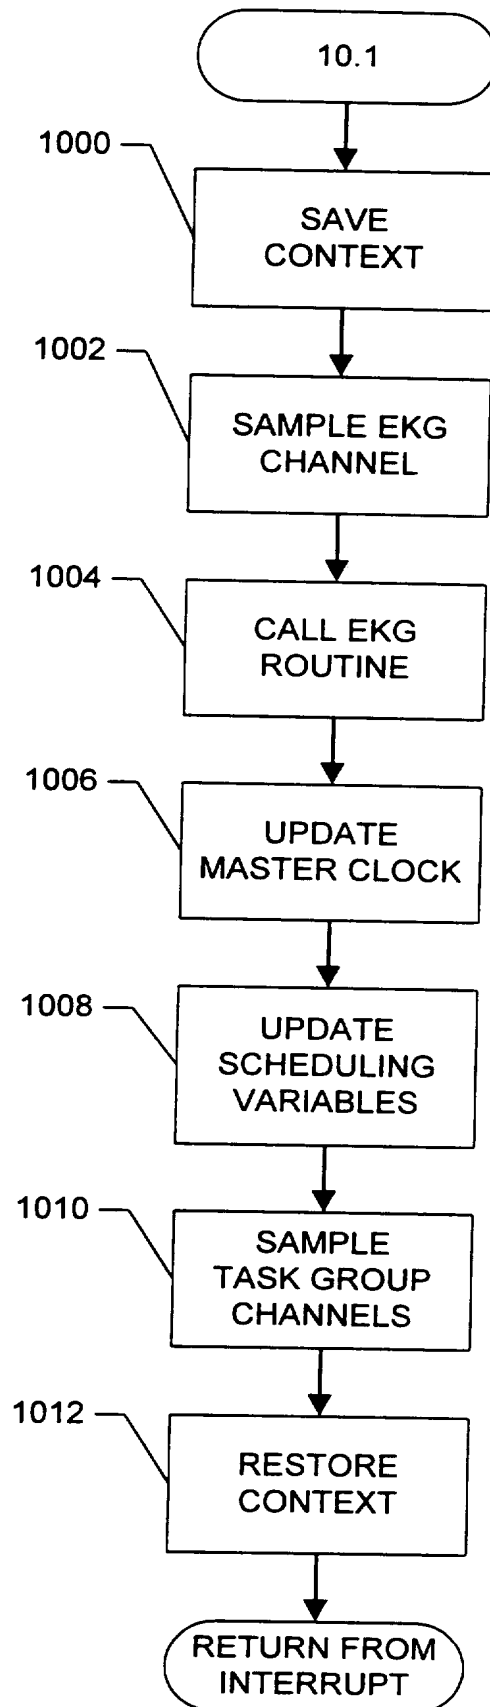 10.1
1000
SAVE
CONTEXT
1002
SAMPLE EKG
CHANNEL
1004
CALL EKG
ROUTINE
1006
UPDATE
MASTER CLOCK
1008
UPDATE
SCHEDULING
VARIABLES
1010
SAMPLE
TASK GROUP
CHANNELS
1012
RESTORE
CONTEXT
RETURN FROM
INTERRUPT